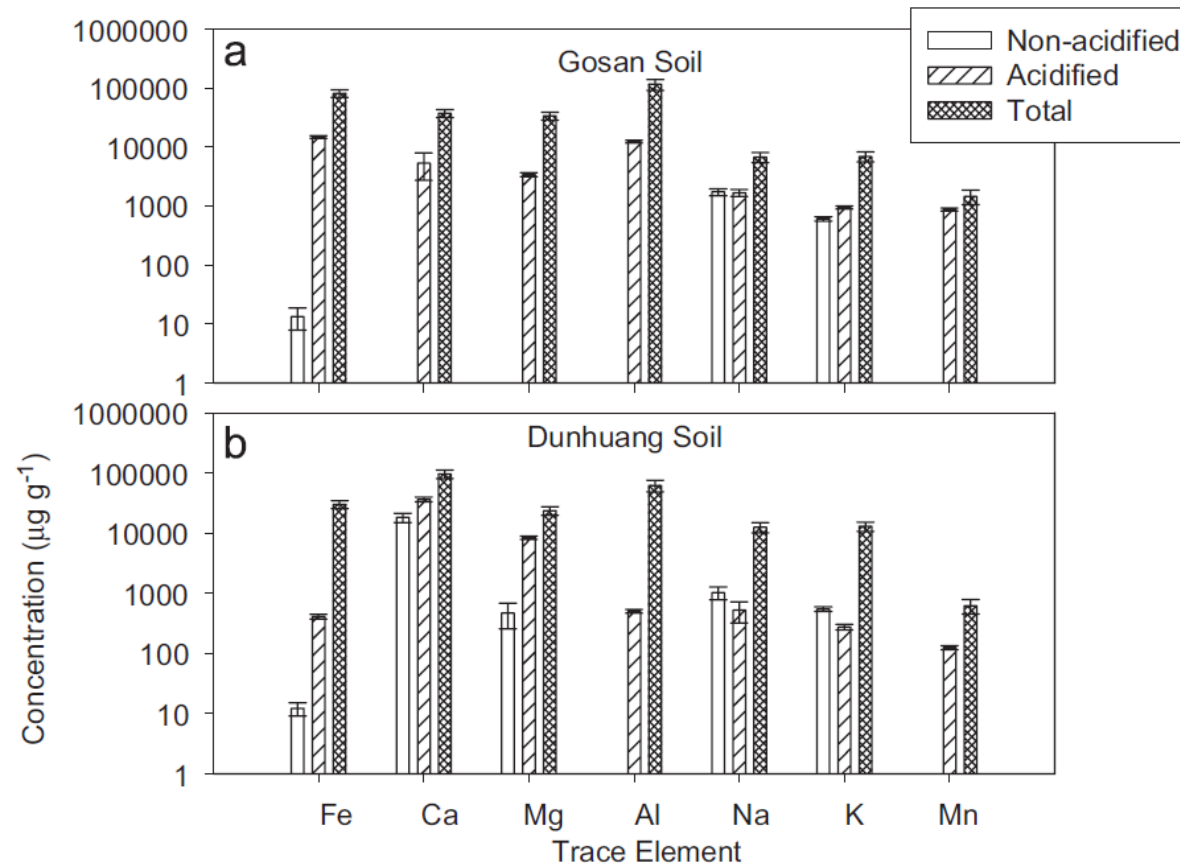 a
Gosan Soil
Non-acidified
Acidified
Total
1000000
100000
10000
1000
100
10
1
b
Dunhuang Soil
1000000
100000
10000
1000
100
10
1
Concentration (µg g⁻¹)
Fe Ca Mg Al Na K Mn
Trace Element